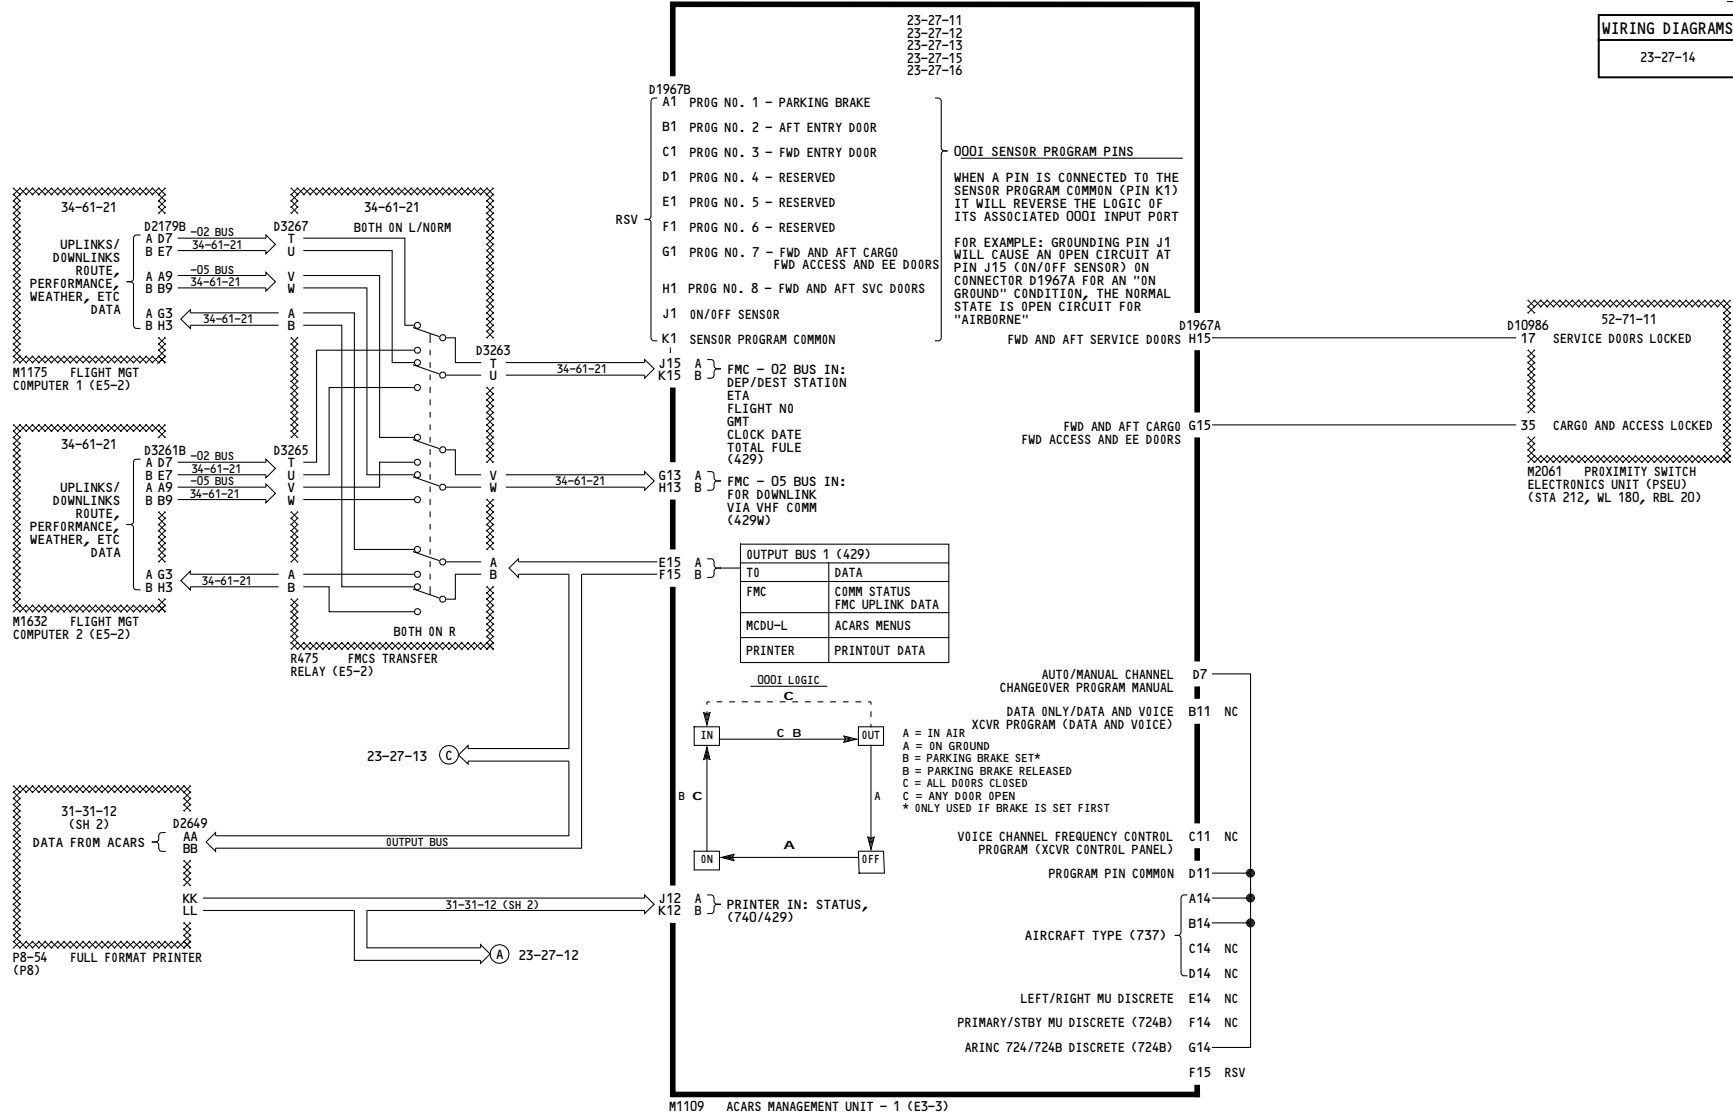 WIRING DIAGRAMS
23-27-14
23-27-11
23-27-12
23-27-13
23-27-15
23-27-16
D1967B
RSV
A1 PROG NO. 1 - PARKING BRAKE
B1 PROG NO. 2 - AFT ENTRY DOOR
C1 PROG NO. 3 - FWD ENTRY DOOR
D1 PROG NO. 4 - RESERVED
E1 PROG NO. 5 - RESERVED
F1 PROG NO. 6 - RESERVED
G1 PROG NO. 7 - FWD AND AFT CARGO
FWD ACCESS AND EE DOORS
H1 PROG NO. 8 - FWD AND AFT SVC DOORS
J1 ON/OFF SENSOR
K1 SENSOR PROGRAM COMMON
OOOI SENSOR PROGRAM PINS
WHEN A PIN IS CONNECTED TO THE
SENSOR PROGRAM COMMON (PIN K1)
IT WILL REVERSE THE LOGIC OF
ITS ASSOCIATED OOOI INPUT PORT
FOR EXAMPLE: GROUNDING PIN J1
WILL CAUSE AN OPEN CIRCUIT AT
PIN J15 (ON/OFF SENSOR) ON
CONNECTOR D1967A FOR AN "ON
GROUND" CONDITION, THE NORMAL
STATE IS OPEN CIRCUIT FOR
"AIRBORNE"
34-61-21
D2179B
UPLINKS/
DOWNLINKS
ROUTE,
PERFORMANCE,
WEATHER, ETC
DATA
A D7 -02 BUS
B E7 34-61-21
A A9 -05 BUS
B B9 34-61-21
A G3
B H3 34-61-21
M1175 FLIGHT MGT
COMPUTER 1 (E5-2)
34-61-21
D3261B
UPLINKS/
DOWNLINKS
ROUTE,
PERFORMANCE,
WEATHER, ETC
DATA
A D7 -02 BUS
B E7 34-61-21
A A9 -05 BUS
B B9 34-61-21
A G3
B H3 34-61-21
M1632 FLIGHT MGT
COMPUTER 2 (E5-2)
34-61-21
BOTH ON L/NORM
D3267
T
U
V
W
A
B
D3265
T
U
V
W
A
B
BOTH ON R
R475 FMCS TRANSFER
RELAY (E5-2)
D3263
T
U
34-61-21
V
W
34-61-21
A
B
J15 A
K15 B
FMC - 02 BUS IN:
DEP/DEST STATION
ETA
FLIGHT NO
GMT
CLOCK DATE
TOTAL FULE
(429)
G13 A
H13 B
FMC - 05 BUS IN:
FOR DOWNLINK
VIA VHF COMM
(429W)
E15 A
F15 B
OUTPUT BUS 1 (429)
TO DATA
FMC COMM STATUS
FMC UPLINK DATA
MCDU-L ACARS MENUS
PRINTER PRINTOUT DATA
OOOI LOGIC
C
IN
C B
OUT
B C
A
ON
A
OFF
A = IN AIR
A = ON GROUND
B = PARKING BRAKE SET*
B = PARKING BRAKE RELEASED
C = ALL DOORS CLOSED
C = ANY DOOR OPEN
* ONLY USED IF BRAKE IS SET FIRST
23-27-13 C
31-31-12
(SH 2)
D2649
DATA FROM ACARS
AA
BB
OUTPUT BUS
KK
LL
31-31-12 (SH 2)
P8-54 FULL FORMAT PRINTER
(P8)
A 23-27-12
J12 A
K12 B
PRINTER IN: STATUS,
(740/429)
D1967A
FWD AND AFT SERVICE DOORS H15
FWD AND AFT CARGO G15
FWD ACCESS AND EE DOORS
D10986
52-71-11
17 SERVICE DOORS LOCKED
35 CARGO AND ACCESS LOCKED
M2061 PROXIMITY SWITCH
ELECTRONICS UNIT (PSEU)
(STA 212, WL 180, RBL 20)
AUTO/MANUAL CHANNEL D7
CHANGEOVER PROGRAM MANUAL
DATA ONLY/DATA AND VOICE B11 NC
XCVR PROGRAM (DATA AND VOICE)
VOICE CHANNEL FREQUENCY CONTROL C11 NC
PROGRAM (XCVR CONTROL PANEL)
PROGRAM PIN COMMON D11
AIRCRAFT TYPE (737)
A14
B14
C14 NC
D14 NC
LEFT/RIGHT MU DISCRETE E14 NC
PRIMARY/STBY MU DISCRETE (724B) F14 NC
ARINC 724/724B DISCRETE (724B) G14
F15 RSV
M1109 ACARS MANAGEMENT UNIT - 1 (E3-3)